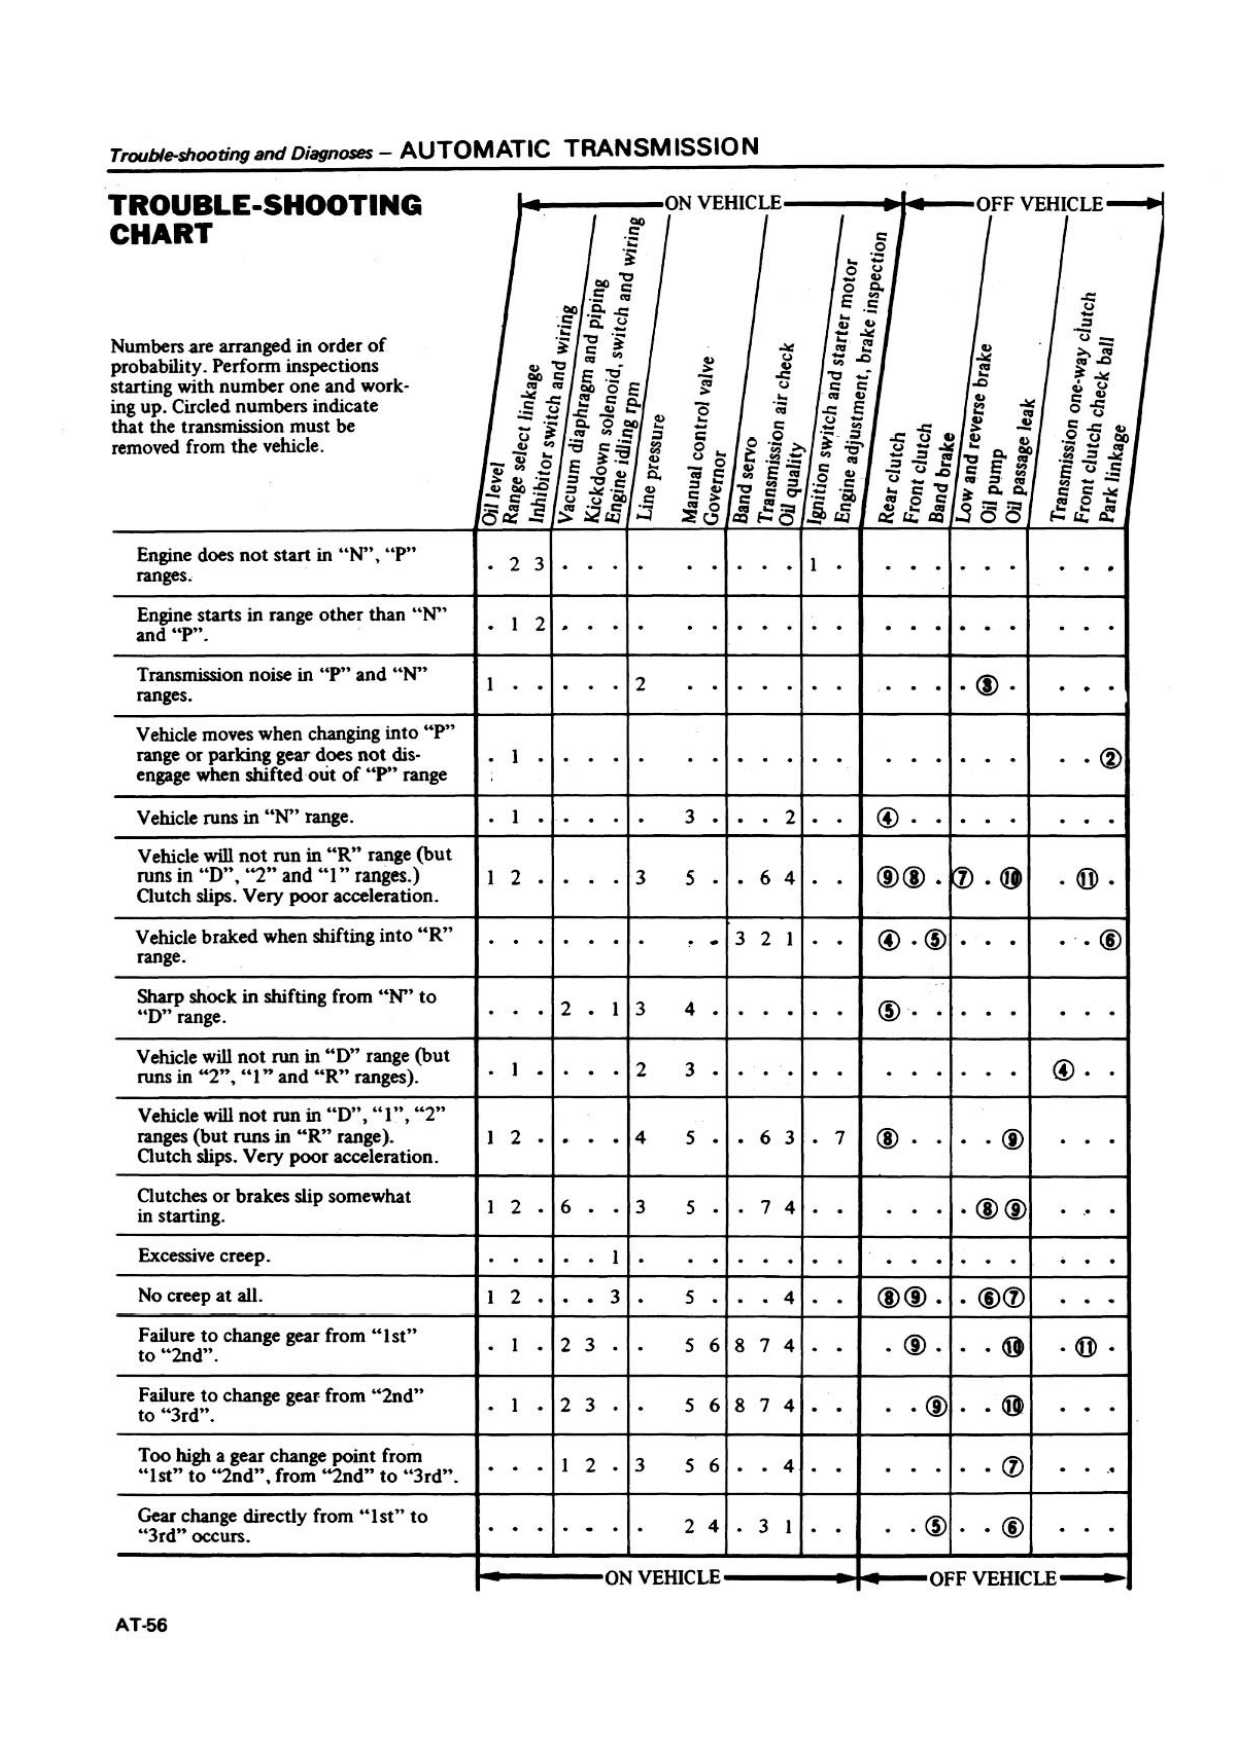 Trouble-shooting and Diagnoses – AUTOMATIC TRANSMISSION
TROUBLE-SHOOTING
CHART
Numbers are arranged in order of
probability. Perform inspections
starting with number one and work-
ing up. Circled numbers indicate
that the transmission must be
removed from the vehicle.
ON VEHICLE
OFF VEHICLE
Oil level
Range select linkage
Inhibitor switch and wiring
Vacuum diaphragm and piping
Kickdown solenoid, switch and wiring
Engine idling rpm
Line pressure
Manual control valve
Governor
Band servo
Transmission air check
Oil quality
Ignition switch and starter motor
Engine adjustment, brake inspection
Rear clutch
Front clutch
Band brake
Low and reverse brake
Oil pump
Oil passage leak
Transmission one-way clutch
Front clutch check ball
Park linkage
Engine does not start in “N”, “P”
ranges.
. 2 3 . . . . . . . . . 1 . . . . . . . . . .
Engine starts in range other than “N”
and “P”.
. 1 2 . . . . . . . . . . . . . . . . . . . .
Transmission noise in “P” and “N”
ranges.
1 . . . . . 2 . . . . . . . . . . . ③ . . . .
Vehicle moves when changing into “P”
range or parking gear does not dis-
engage when shifted out of “P” range
. 1 . . . . . . . . . . . . . . . . . . . . ②
Vehicle runs in “N” range.
. 1 . . . . . 3 . . . 2 . . ④ . . . . . . . .
Vehicle will not run in “R” range (but
runs in “D”, “2” and “1” ranges.)
Clutch slips. Very poor acceleration.
1 2 . . . . 3 5 . . 6 4 . . ⑨ ⑧ . ⑦ . ⑩ . ⑪ .
Vehicle braked when shifting into “R”
range.
. . . . . . . . . 3 2 1 . . ④ . ⑤ . . . . . ⑥
Sharp shock in shifting from “N” to
“D” range.
. . . 2 . 1 3 4 . . . . . . ⑤ . . . . . . . .
Vehicle will not run in “D” range (but
runs in “2”, “1” and “R” ranges).
. 1 . . . . 2 3 . . . . . . . . . . . . ④ . .
Vehicle will not run in “D”, “1”, “2”
ranges (but runs in “R” range).
Clutch slips. Very poor acceleration.
1 2 . . . . 4 5 . . 6 3 . 7 ⑧ . . . . ⑨ . . .
Clutches or brakes slip somewhat
in starting.
1 2 . 6 . . 3 5 . . 7 4 . . . . . . ⑧ ⑨ . . .
Excessive creep.
. . . . . 1 . . . . . . . . . . . . . . . . .
No creep at all.
1 2 . . . 3 . 5 . . . 4 . . ⑧ ⑨ . . ⑥ ⑦ . . .
Failure to change gear from “1st”
to “2nd”.
. 1 . 2 3 . . 5 6 8 7 4 . . . ⑨ . . . ⑩ . ⑪ .
Failure to change gear from “2nd”
to “3rd”.
. 1 . 2 3 . . 5 6 8 7 4 . . . . ⑨ . . ⑩ . . .
Too high a gear change point from
“1st” to “2nd”, from “2nd” to “3rd”.
. . . 1 2 . 3 5 6 . . 4 . . . . . . . ⑦ . . .
Gear change directly from “1st” to
“3rd” occurs.
. . . . . . . 2 4 . 3 1 . . . . ⑤ . . ⑥ . . .
ON VEHICLE
OFF VEHICLE
AT-56